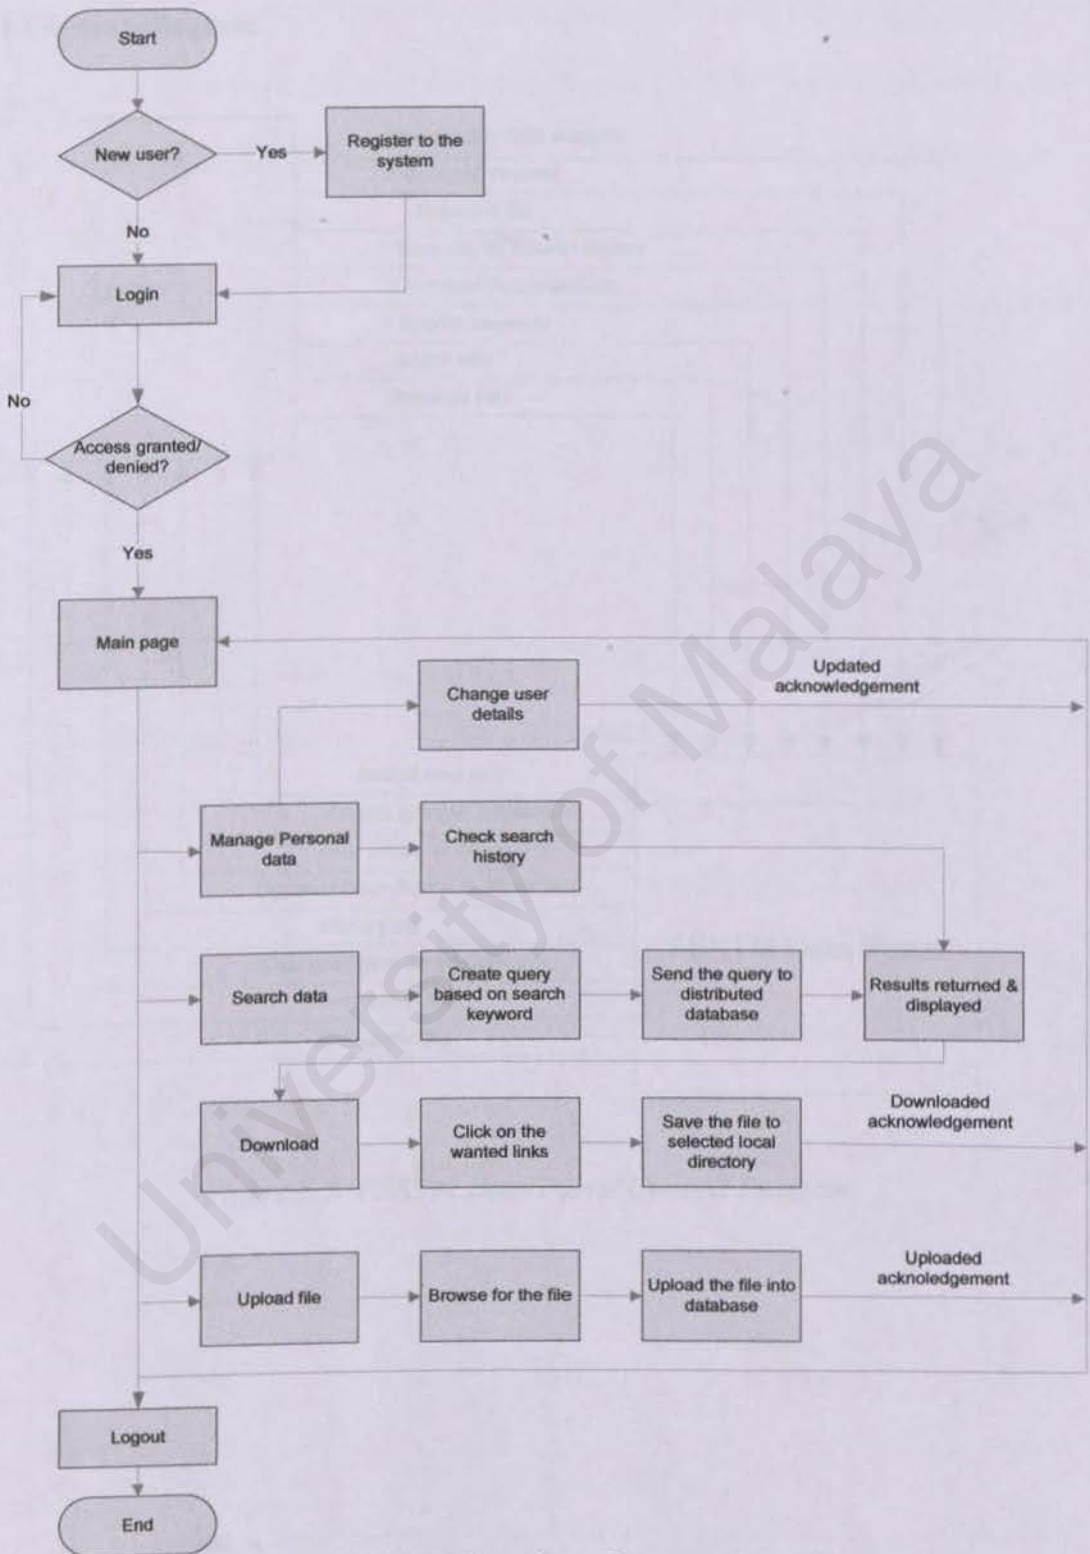 Start
New user?
Yes
Register to the
system
No
Login
No
Access granted/
denied?
Yes
Main page
Change user
details
Updated
acknowledgement
Manage Personal
data
Check search
history
Search data
Create query
based on search
keyword
Send the query to
distributed
database
Results returned &
displayed
Download
Click on the
wanted links
Save the file to
selected local
directory
Downloaded
acknowledgement
Upload file
Browse for the file
Upload the file into
database
Uploaded
acknoledgement
Logout
End
University of Malaya